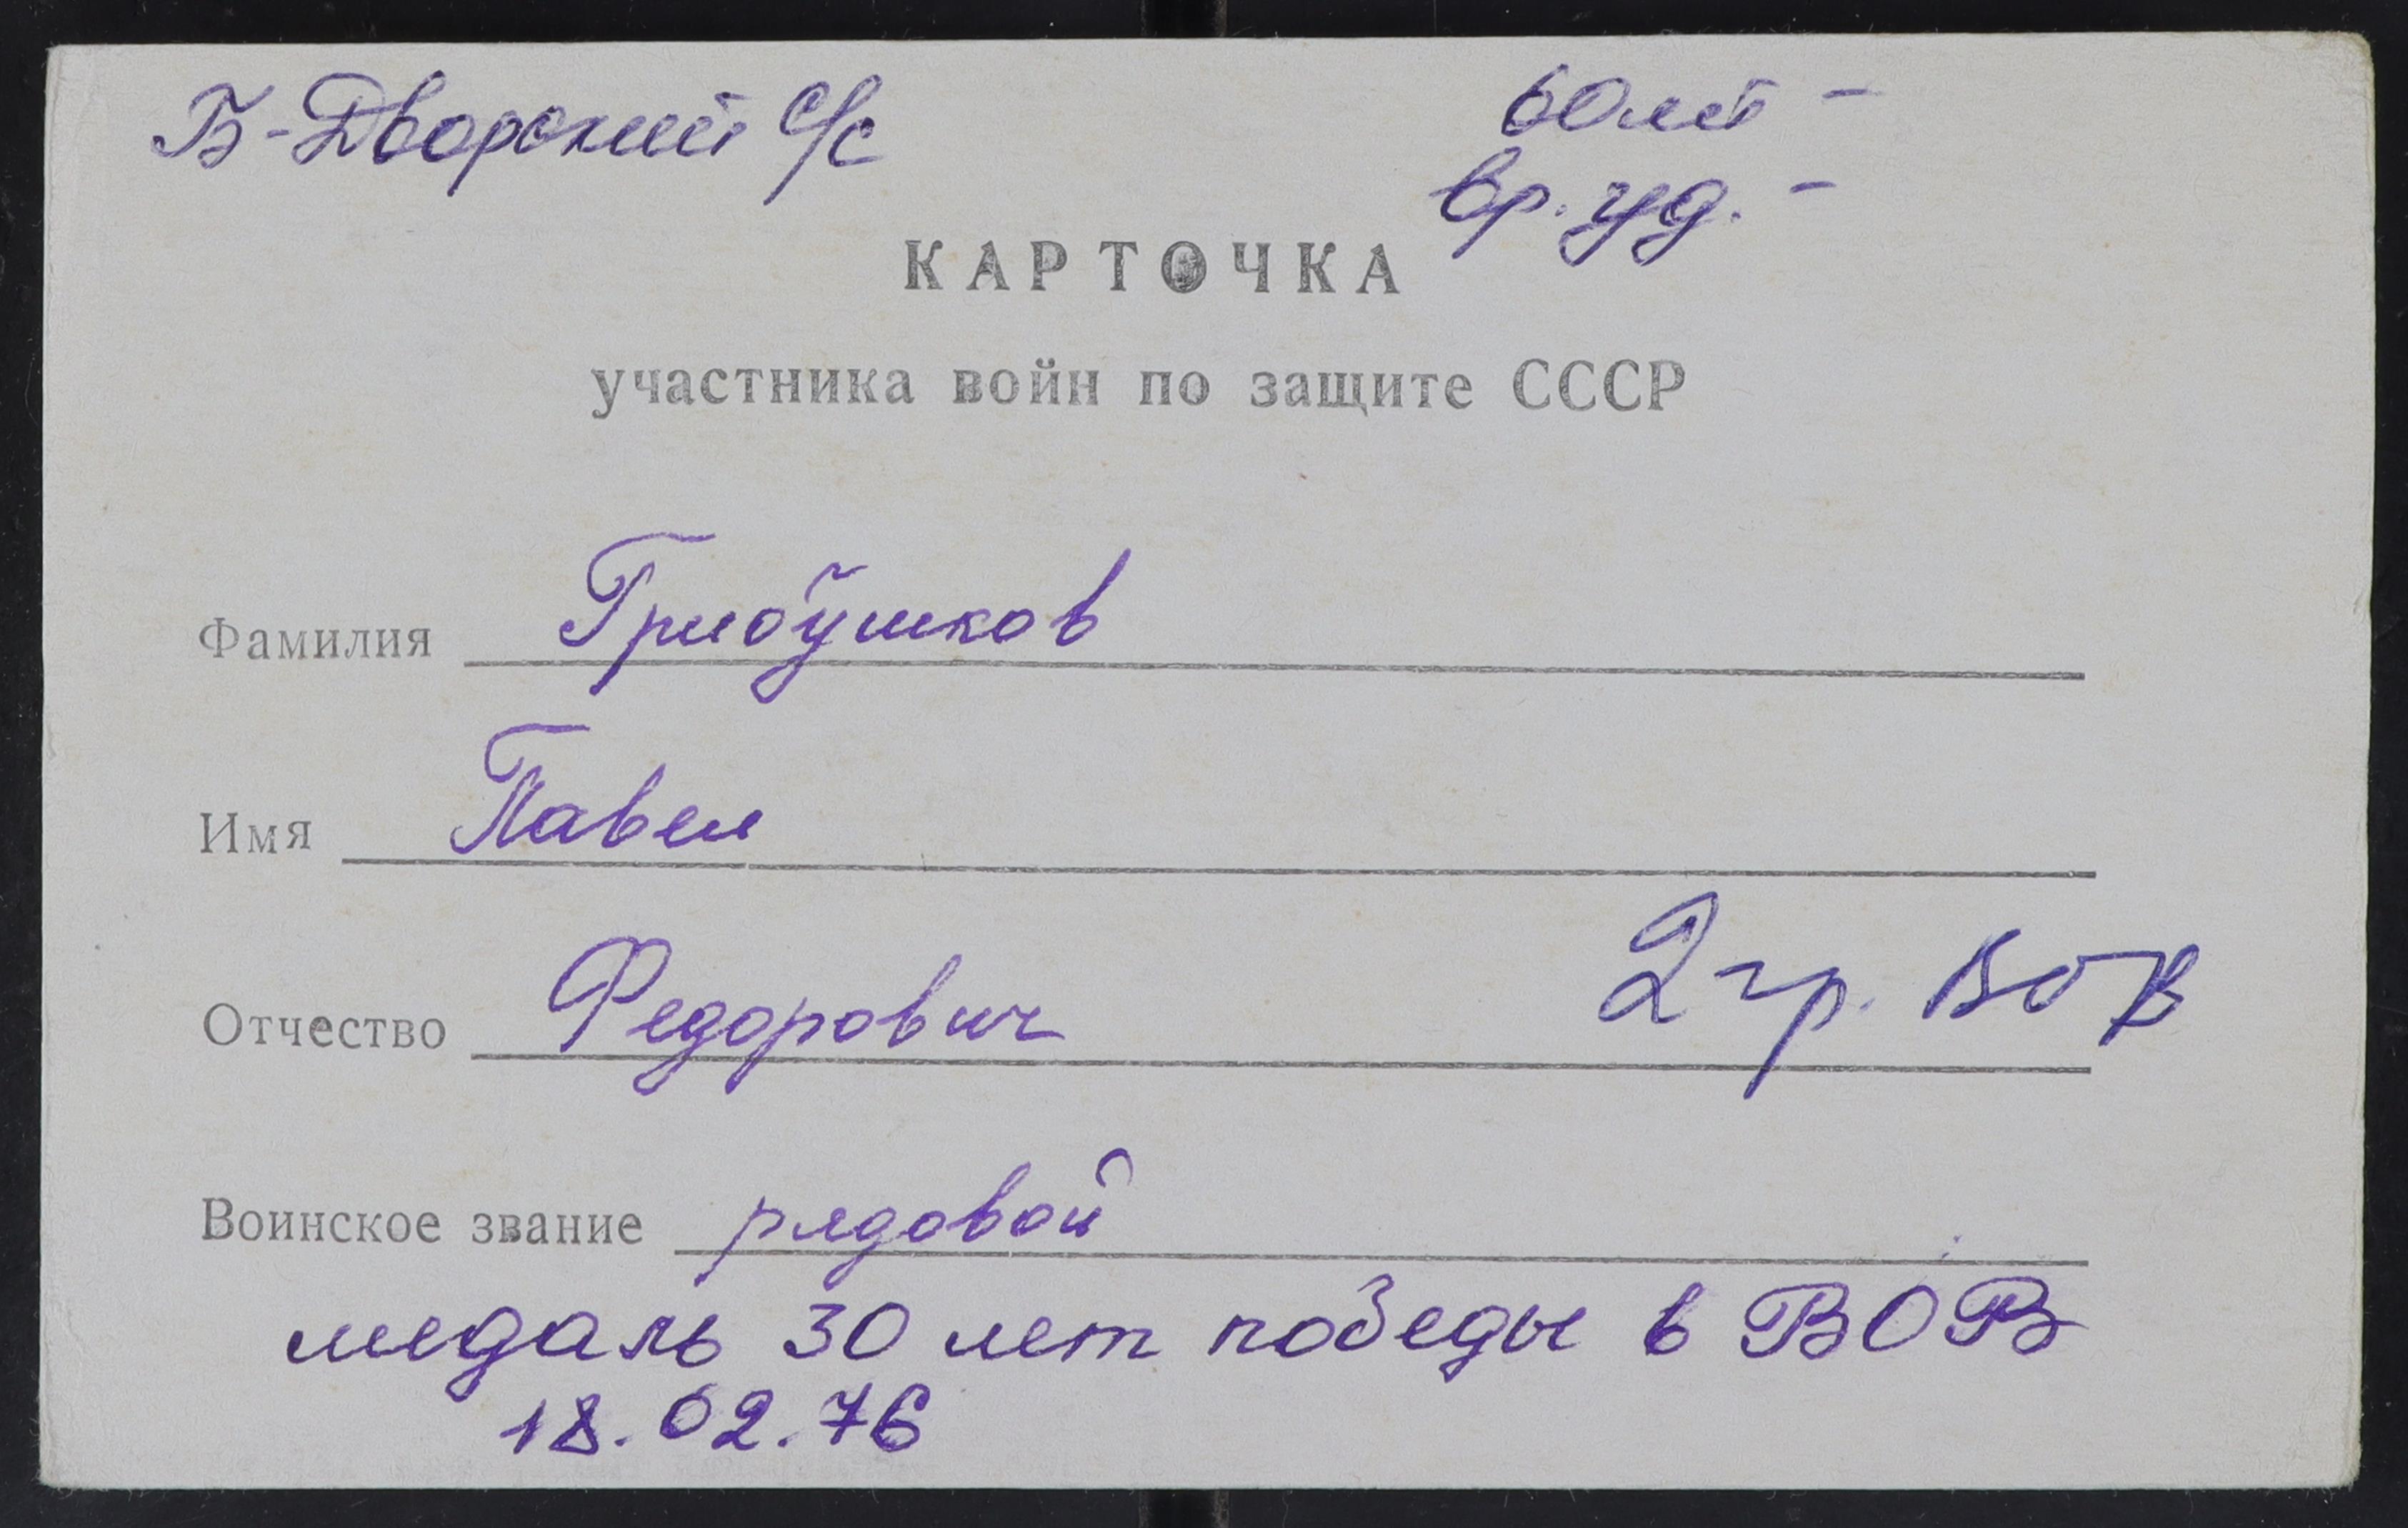 Б-Дворский с/с
60 лет -
вр. уд. -
КАРТОЧКА
участника войн по защите СССР
Фамилия Грибушков
Имя Павел
Отчество Федорович
2 гр. ВОВ
Воинское звание рядовой
медаль 30 лет победы в ВОВ
18.02.76